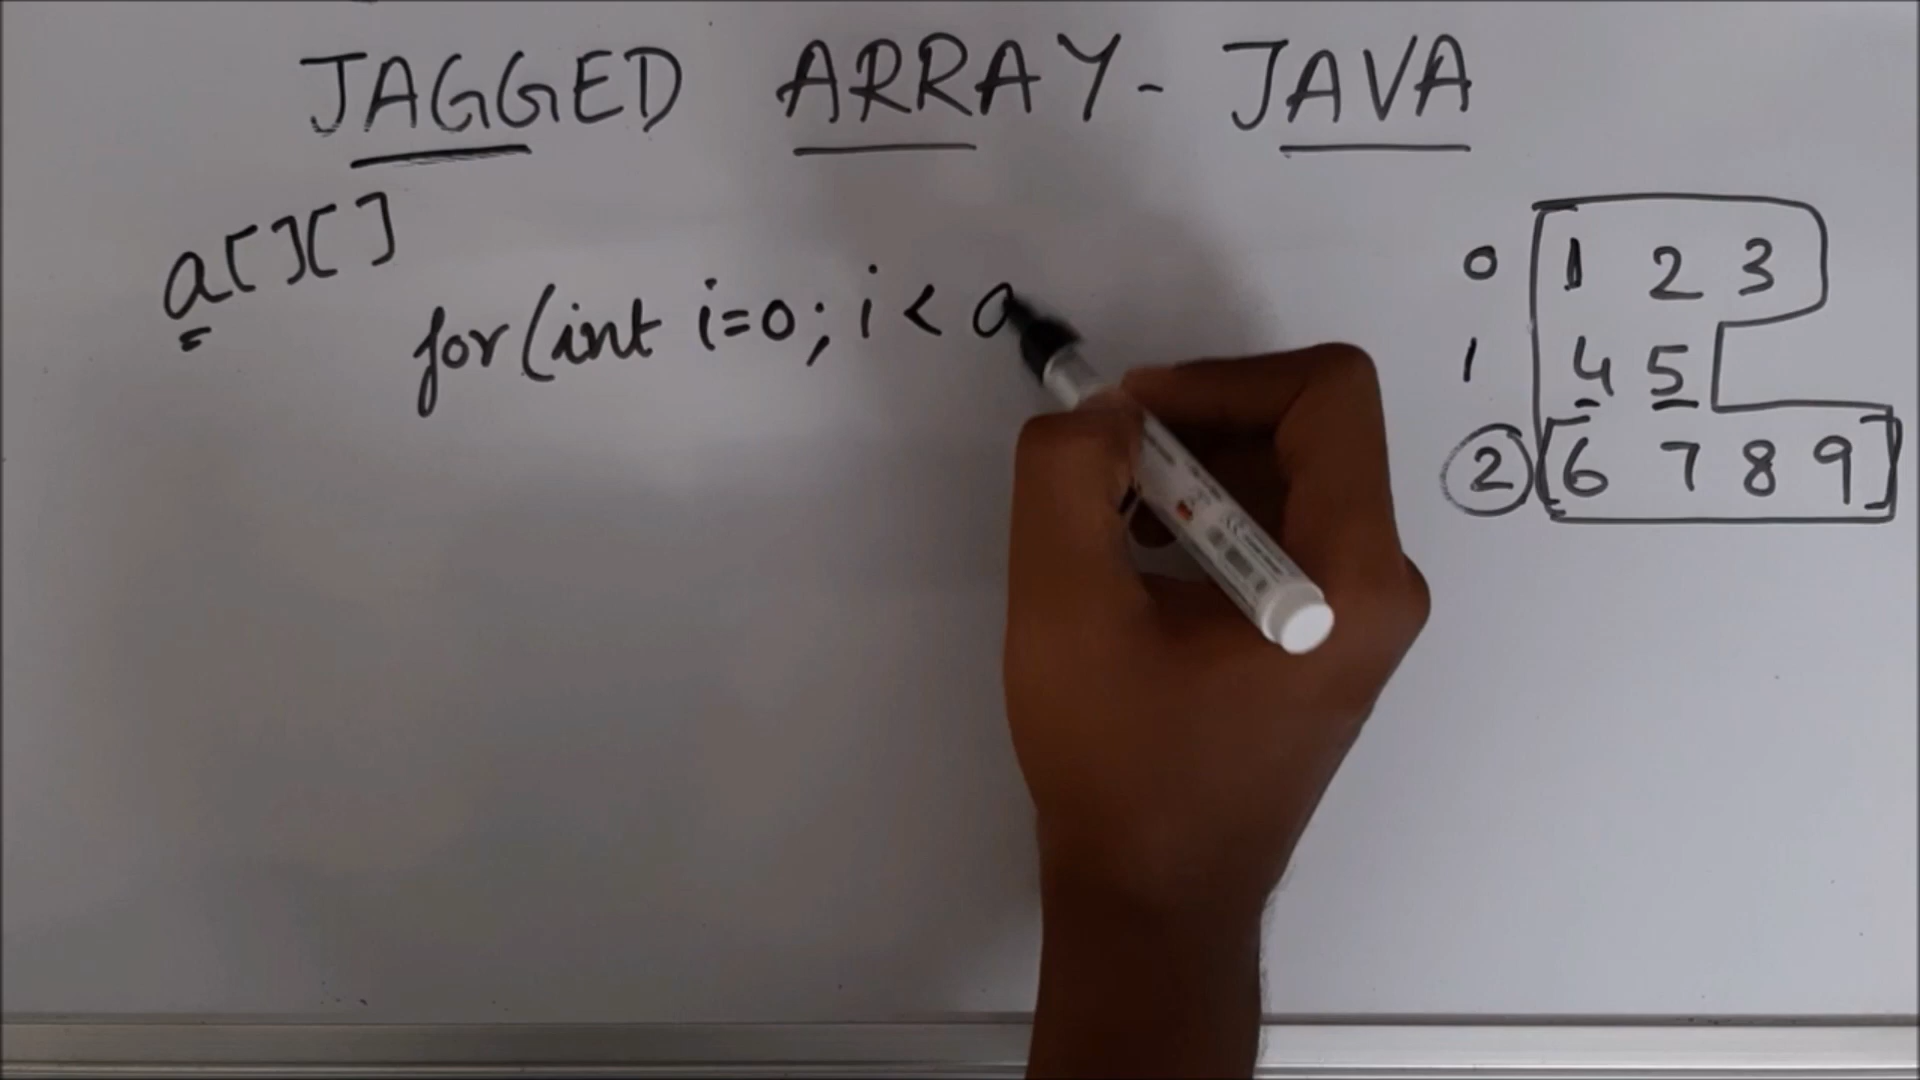 JAGGED ARRAY - JAVA
a[][]
for(int i=0; i < a
0 1 2 3
1 4 5
2 [6 7 8 9]